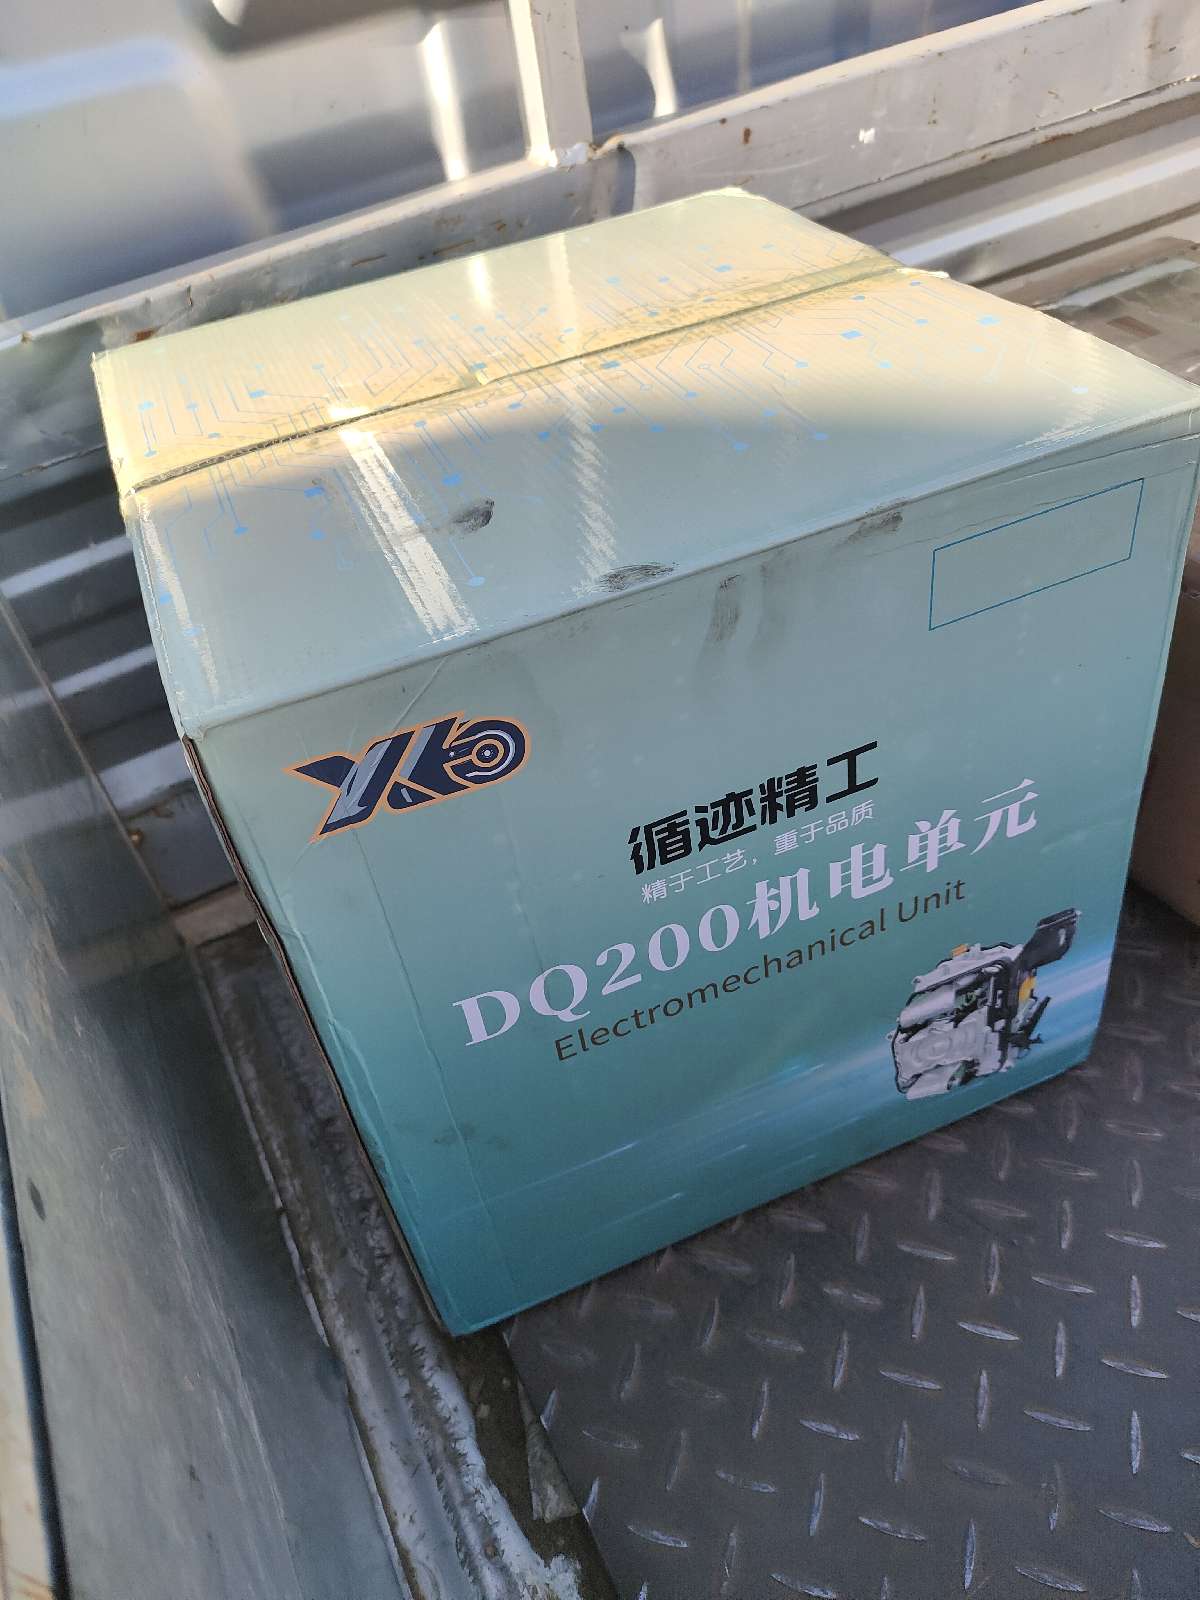 循迹精工
精于工艺，重于品质
DQ200机电单元
Electromechanical Unit